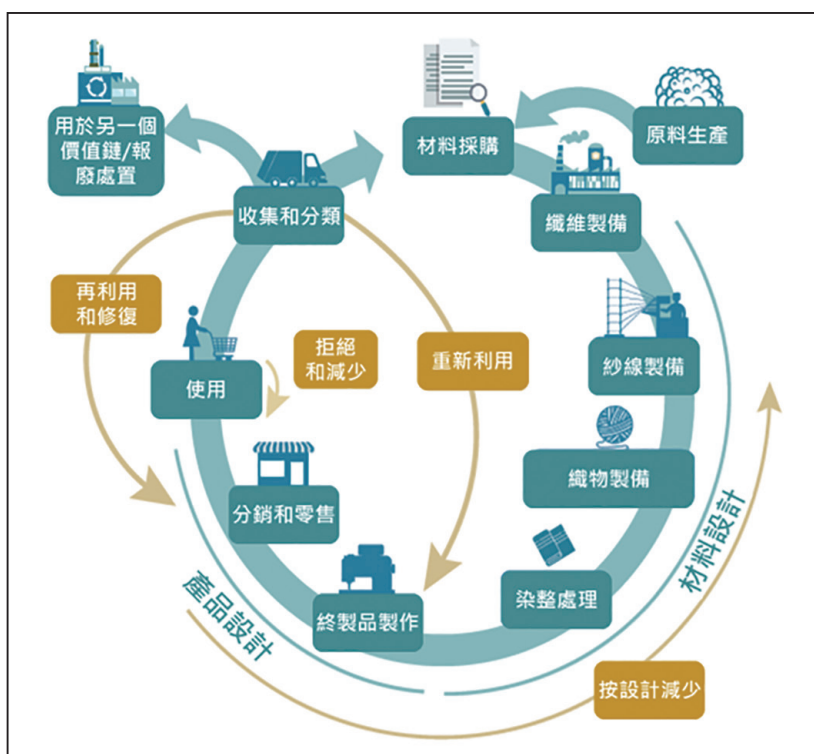 用於另一個
價值鏈/報
廢處置
收集和分類
材料採購
原料生產
纖維製備
再利用
和修復
使用
拒絕
和減少
重新利用
紗線製備
織物製備
分銷和零售
染整處理
終製品製作
產品設計
材料設計
按設計減少